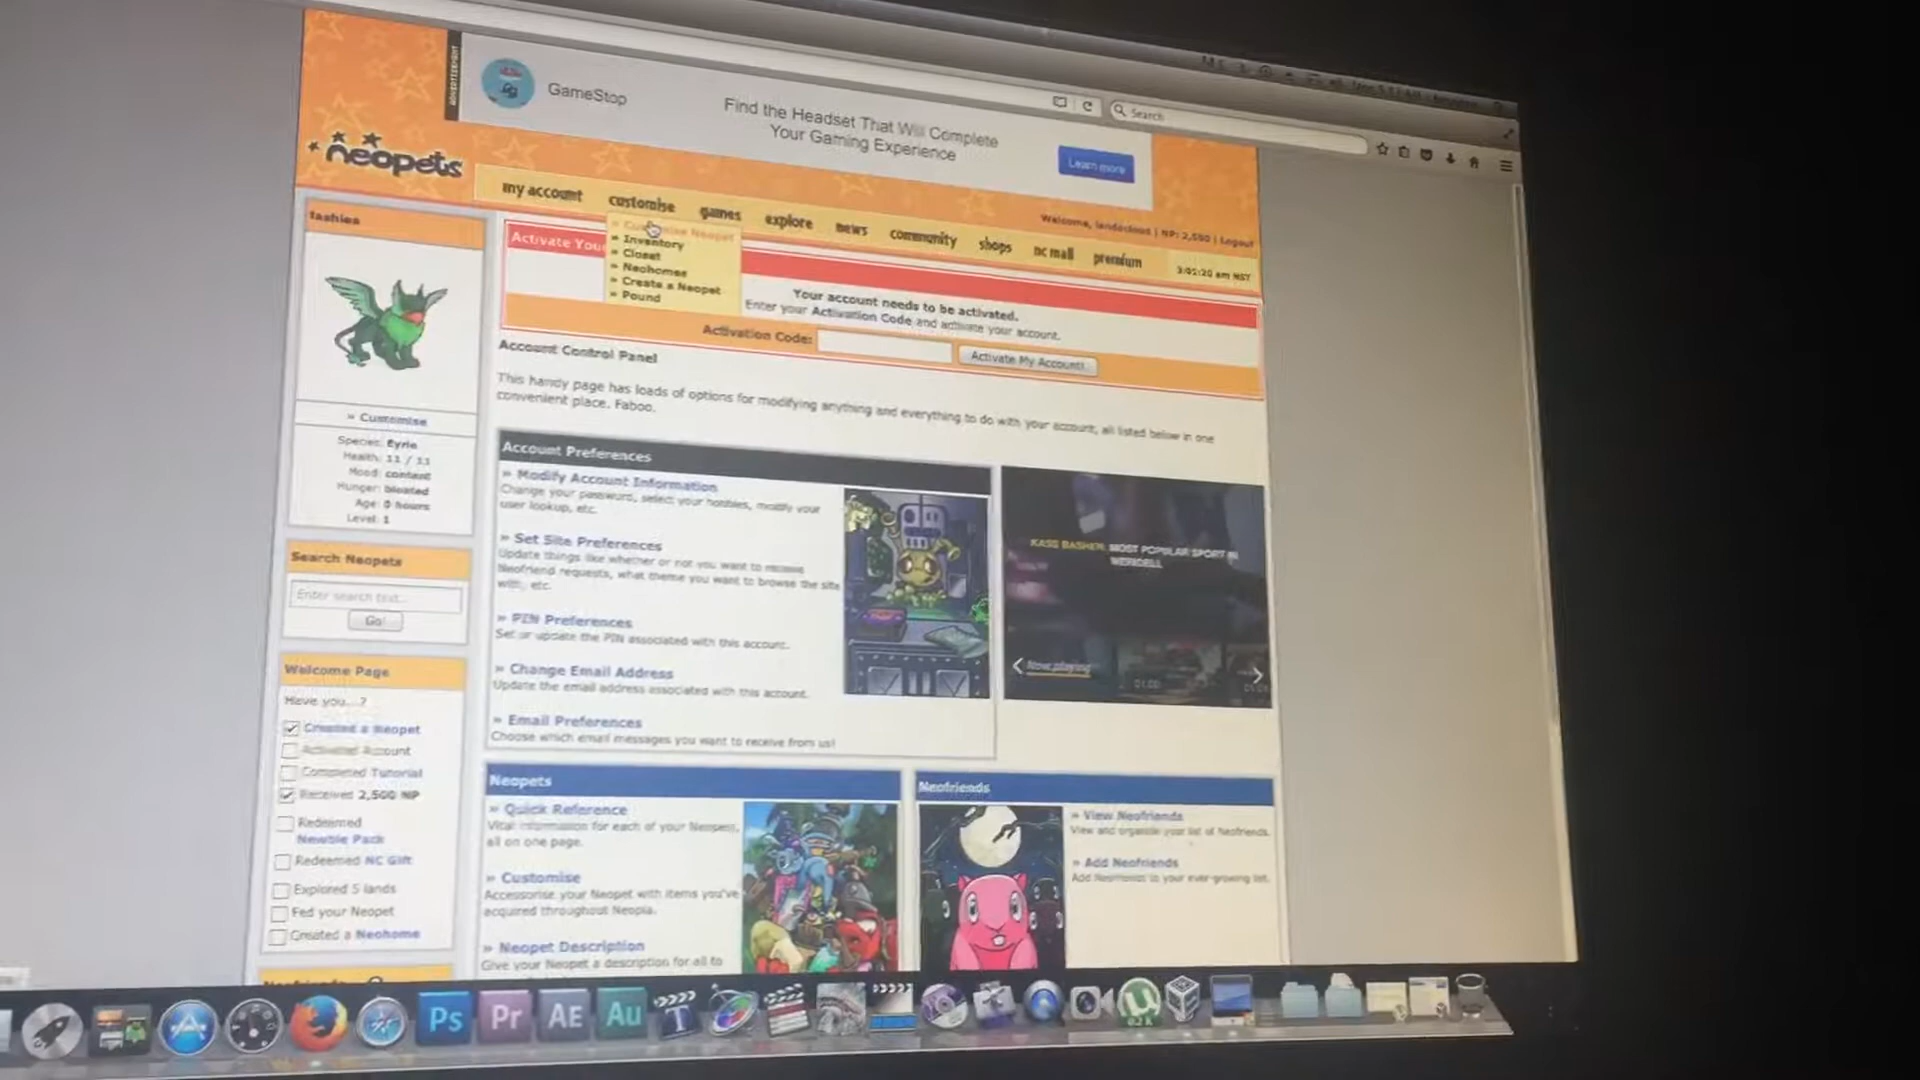 ADVERTISEMENT
GameStop
Find the Headset That Will Complete
Your Gaming Experience
Learn more
Search
neopets
my account
customise
games
explore
news
community
shops
nc mall
premium
Welcome, | NP: 2,500 | Logout
3:01:20 am NST
» Customise Neopet
» Inventory
» Closet
» Neohomes
» Create a Neopet
» Pound
Activate Your
Your account needs to be activated.
Enter your Activation Code and activate your account.
Activation Code:
Activate My Account!
fashies
» Customise
Species: Eyrie
Health: 11 / 11
Mood: content
Hunger: bloated
Age: 0 hours
Level: 1
Search Neopets
Enter search text...
Go!
Welcome Page
Have you...?
Created a Neopet
Activated Account
Completed Tutorial
Received 2,500 NP
Redeemed
Newbie Pack
Redeemed NC Gift
Explored 5 lands
Fed your Neopet
Created a Neohome
Account Control Panel
This handy page has loads of options for modifying anything and everything to do with your account, all listed below in one
convenient place. Faboo.
Account Preferences
» Modify Account Information
Change your password, select your hobbies, modify your
user lookup, etc.
» Set Site Preferences
Update things like whether or not you want to receive
Neofriend requests, what theme you want to browse the site
with, etc.
» PIN Preferences
Set or update the PIN associated with this account.
» Change Email Address
Update the email address associated with this account.
» Email Preferences
Choose which email messages you want to receive from us!
KASS BASHER: MOST POPULAR SPORT IN
MERIDELL
Now playing
01:00
Neopets
» Quick Reference
Vital information for each of your Neopets,
all on one page.
» Customise
Accessorise your Neopet with items you've
acquired throughout Neopia.
» Neopet Description
Give your Neopet a description for all to
Neofriends
» View Neofriends
View and organise your list of Neofriends.
» Add Neofriends
Add Neofriends to your ever-growing list.
Ps
Pr
AE
Au
T